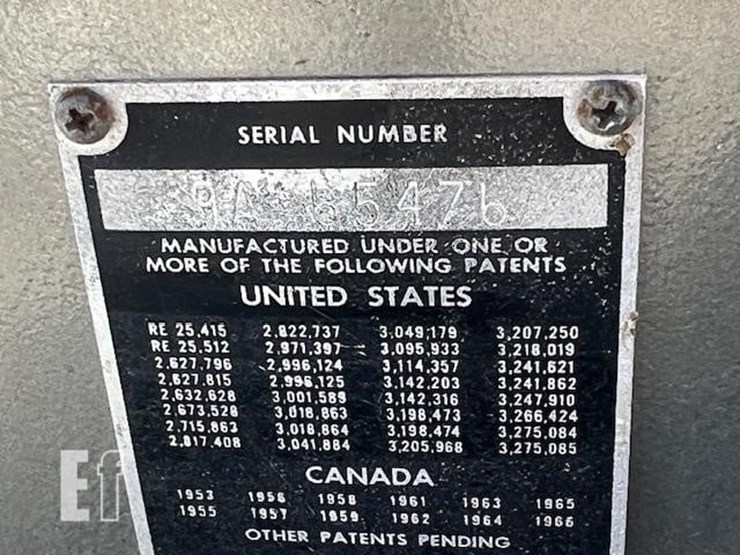 SERIAL NUMBER
9A 65476
MANUFACTURED UNDER ONE OR
MORE OF THE FOLLOWING PATENTS
UNITED STATES
RE 25,415 2,822,737 3,049,179 3,207,250
RE 25,512 2,971,397 3,095,933 3,218,019
2,627,796 2,996,124 3,114,357 3,241,621
2,627,815 2,996,125 3,142,203 3,241,862
2,632,628 3,001,589 3,142,316 3,247,910
2,673,528 3,018,863 3,198,473 3,266,424
2,715,863 3,018,864 3,198,474 3,275,084
2,817,408 3,041,884 3,205,968 3,275,085
CANADA
1953 1956 1958 1961 1963 1965
1955 1957 1959 1962 1964 1966
OTHER PATENTS PENDING
Ef